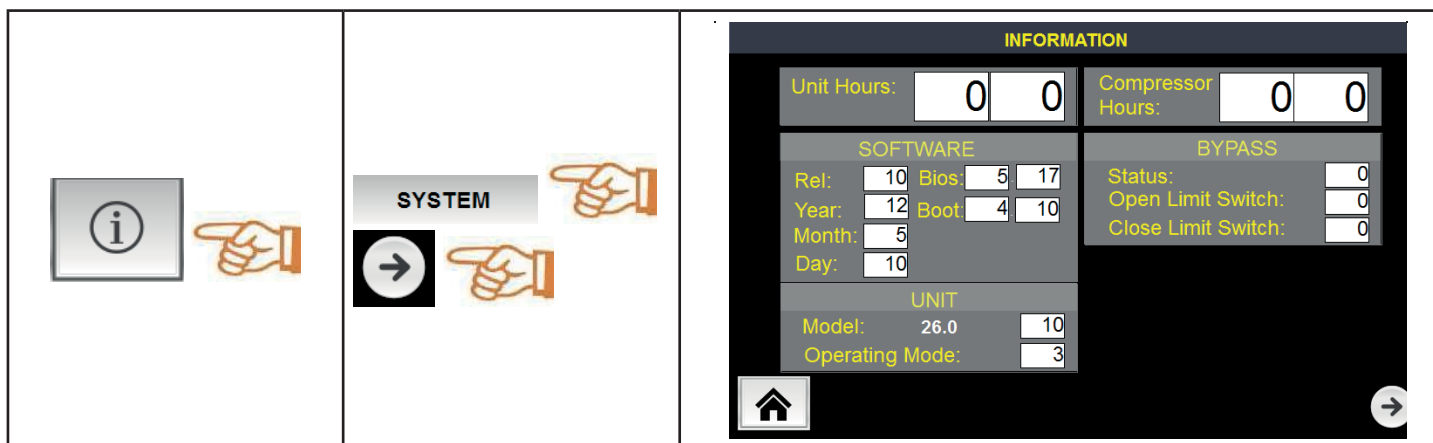 i
SYSTEM
INFORMATION
Unit Hours: 0 0
Compressor Hours: 0 0
SOFTWARE
Rel: 10 Bios: 5 17
Year: 12 Boot: 4 10
Month: 5
Day: 10
BYPASS
Status: 0
Open Limit Switch: 0
Close Limit Switch: 0
UNIT
Model: 26.0 10
Operating Mode: 3